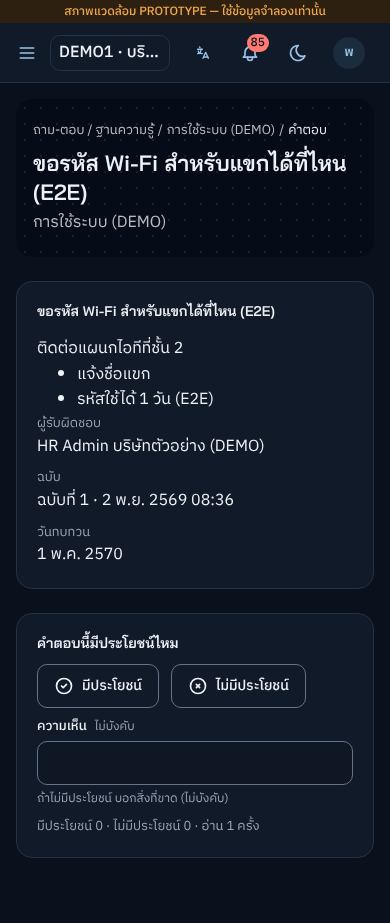 สภาพแวดล้อม PROTOTYPE — ใช้ข้อมูลจำลองเท่านั้น
DEMO1 · บริ...
85
W
ถาม-ตอบ / ฐานความรู้ / การใช้ระบบ (DEMO) / คำตอบ
ขอรหัส Wi-Fi สำหรับแขกได้ที่ไหน
(E2E)
การใช้ระบบ (DEMO)
ขอรหัส Wi-Fi สำหรับแขกได้ที่ไหน (E2E)
ติดต่อแผนกไอทีที่ชั้น 2
• แจ้งชื่อแขก
• รหัสใช้ได้ 1 วัน (E2E)
ผู้รับผิดชอบ
HR Admin บริษัทตัวอย่าง (DEMO)
ฉบับ
ฉบับที่ 1 · 2 พ.ย. 2569 08:36
วันทบทวน
1 พ.ค. 2570
คำตอบนี้มีประโยชน์ไหม
มีประโยชน์
ไม่มีประโยชน์
ความเห็น ไม่บังคับ
ถ้าไม่มีประโยชน์ บอกสิ่งที่ขาด (ไม่บังคับ)
มีประโยชน์ 0 · ไม่มีประโยชน์ 0 · อ่าน 1 ครั้ง